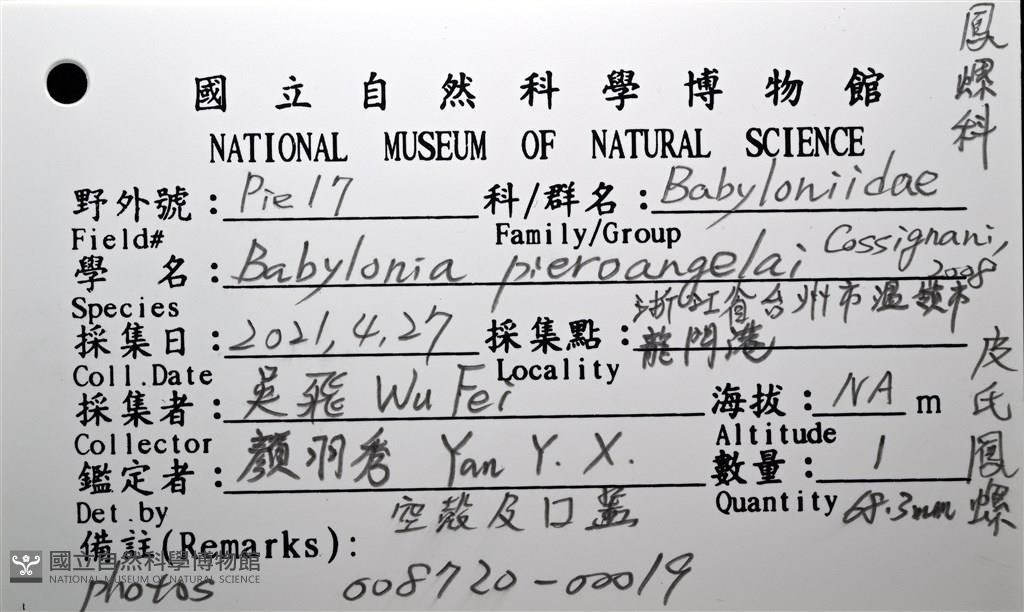 鳳螺科
國立自然科學博物館
NATIONAL MUSEUM OF NATURAL SCIENCE
野外號：Pie 17 科/群名：Babyloniidae
Field# Family/Group
學名：Babylonia pieroangelai Cossignani, 2008
Species
浙江省台州市溫嶺市
採集日：2021,4,27 採集點：龍門港
Coll.Date Locality
採集者：吳飛 Wu Fei 海拔：NA m
Collector Altitude
鑑定者：顏羽秀 Yan Y. X. 數量：1
Det.by 空殼及口蓋 Quantity 68.3mm
皮氏鳳螺
備註(Remarks)：
國立自然科學博物館
NATIONAL MUSEUM OF NATURAL SCIENCE
photos 008720-00019